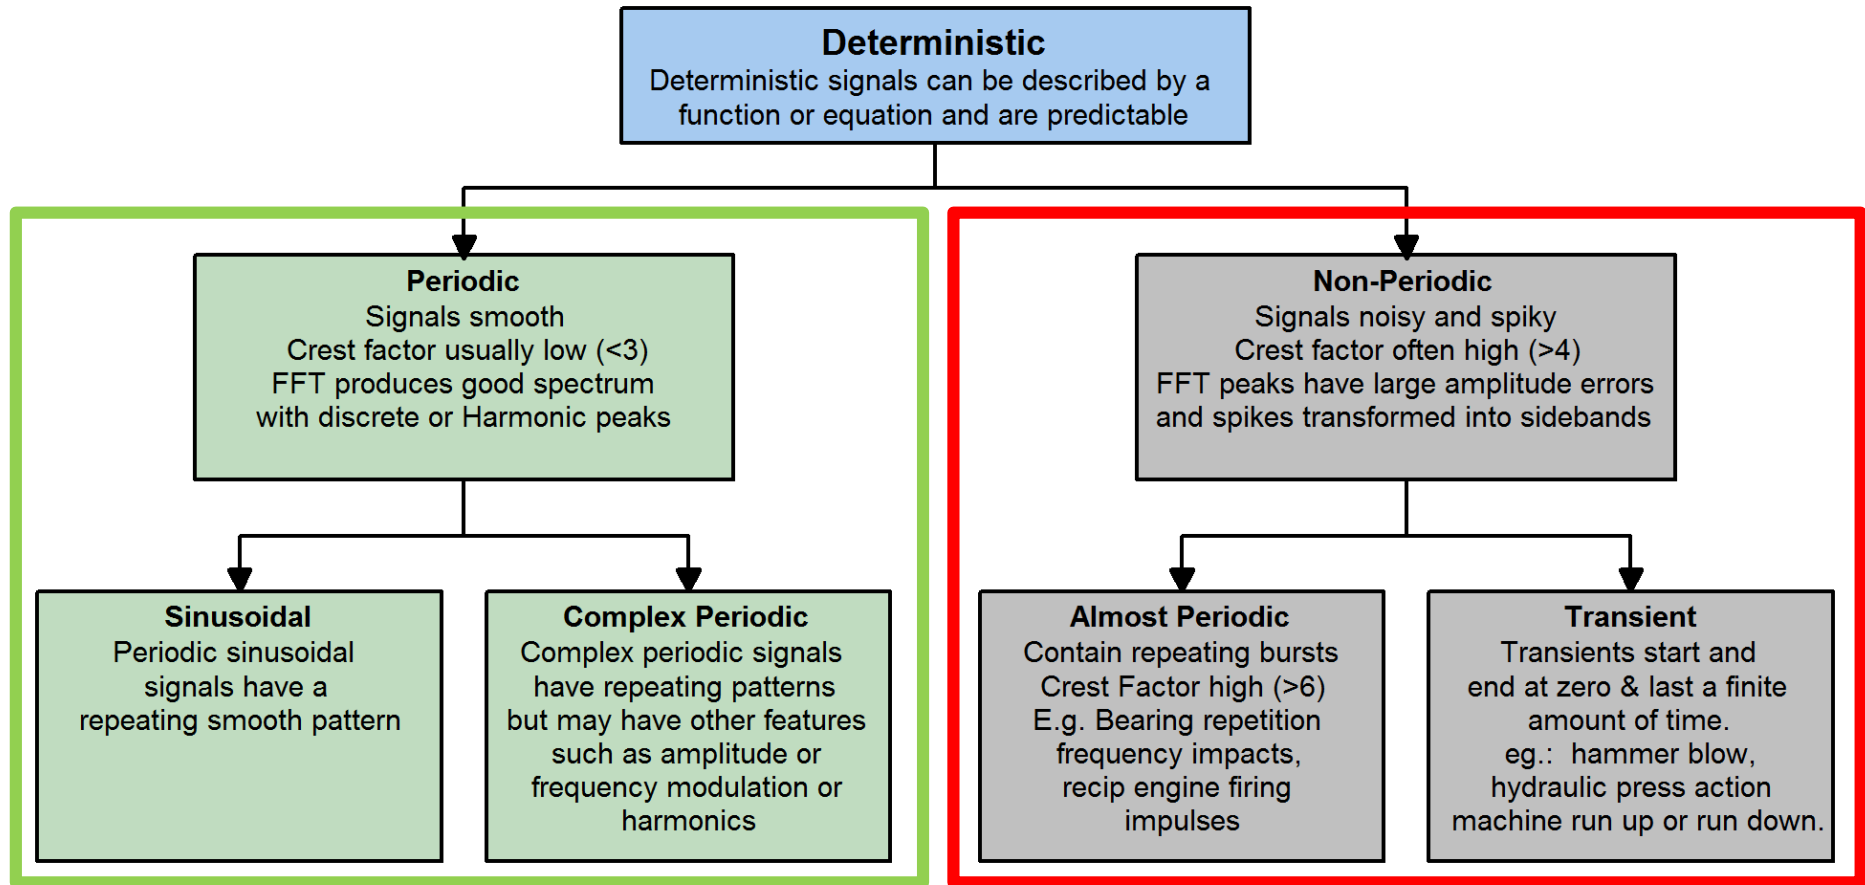 Deterministic
Deterministic signals can be described by a
function or equation and are predictable
Periodic
Signals smooth
Crest factor usually low (<3)
FFT produces good spectrum
with discrete or Harmonic peaks
Non-Periodic
Signals noisy and spiky
Crest factor often high (>4)
FFT peaks have large amplitude errors
and spikes transformed into sidebands
Sinusoidal
Periodic sinusoidal
signals have a
repeating smooth pattern
Complex Periodic
Complex periodic signals
have repeating patterns
but may have other features
such as amplitude or
frequency modulation or
harmonics
Almost Periodic
Contain repeating bursts
Crest Factor high (>6)
E.g. Bearing repetition
frequency impacts,
recip engine firing
impulses
Transient
Transients start and
end at zero & last a finite
amount of time.
eg.: hammer blow,
hydraulic press action
machine run up or run down.